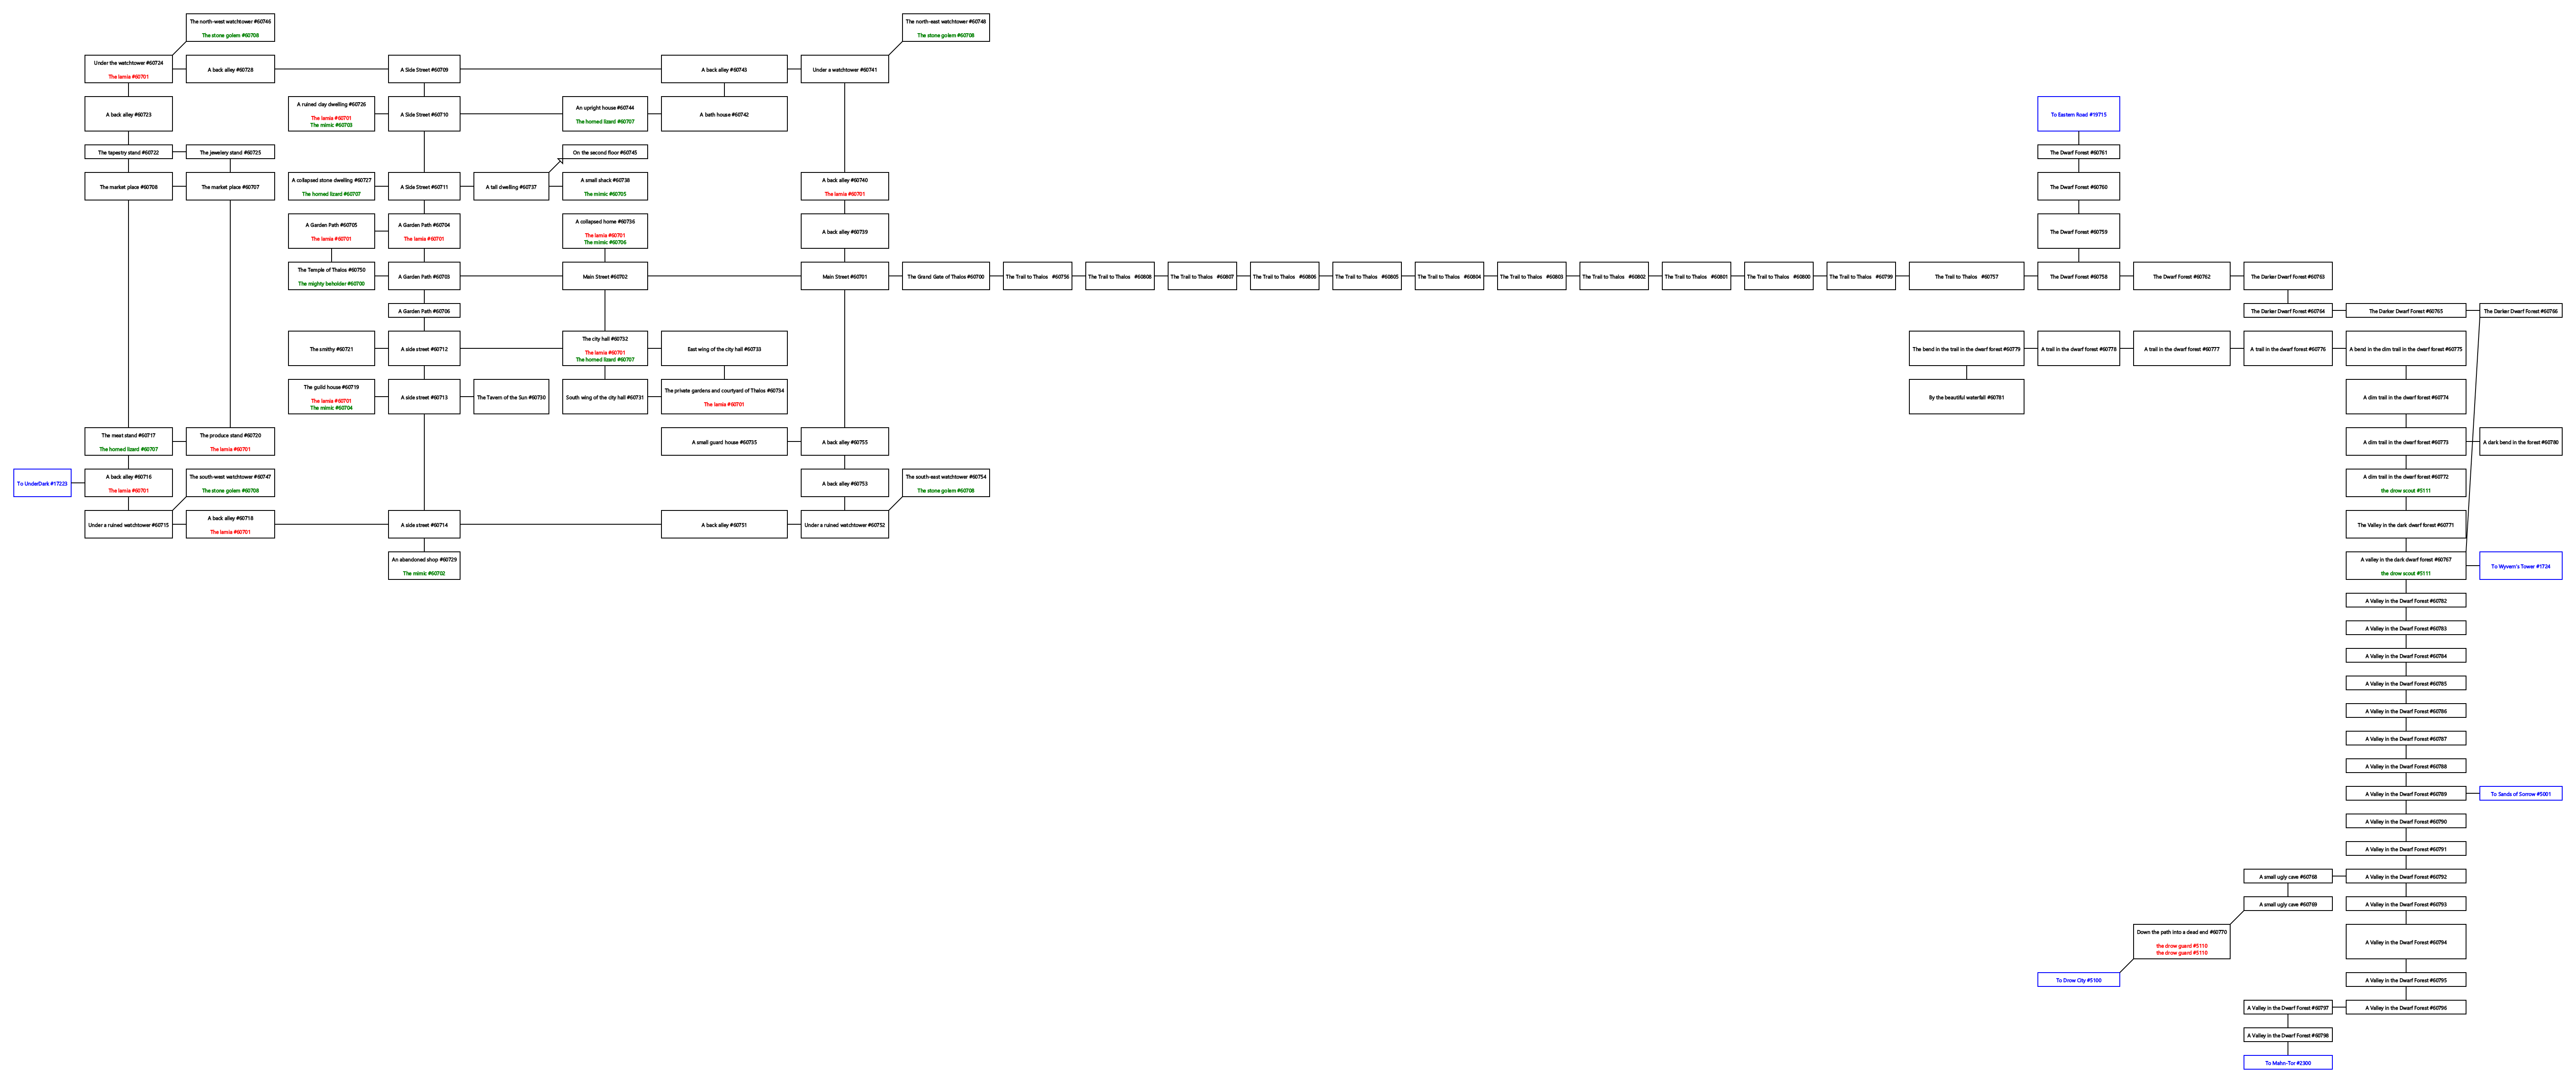 The north-west watchtower #60746
The stone golem #60708
The north-east watchtower #60748
The stone golem #60708
Under the watchtower #60724
The lamia #60701
A back alley #60728
A Side Street #60709
A back alley #60743
Under a watchtower #60741
A back alley #60723
A ruined clay dwelling #60726
The lamia #60701
The mimic #60703
A Side Street #60710
An upright house #60744
The horned lizard #60707
A bath house #60742
To Eastern Road #19715
The tapestry stand #60722
The jewelery stand #60725
On the second floor #60745
The Dwarf Forest #60761
The market place #60708
The market place #60707
A collapsed stone dwelling #60727
The horned lizard #60707
A Side Street #60711
A tall dwelling #60737
A small shack #60738
The mimic #60705
A back alley #60740
The lamia #60701
The Dwarf Forest #60760
A Garden Path #60705
The lamia #60701
A Garden Path #60704
The lamia #60701
A collapsed home #60736
The lamia #60701
The mimic #60706
A back alley #60739
The Dwarf Forest #60759
The Temple of Thalos #60750
The mighty beholder #60700
A Garden Path #60703
Main Street #60702
Main Street #60701
The Grand Gate of Thalos #60700
The Trail to Thalos #60756
The Trail to Thalos #60808
The Trail to Thalos #60807
The Trail to Thalos #60806
The Trail to Thalos #60805
The Trail to Thalos #60804
The Trail to Thalos #60803
The Trail to Thalos #60802
The Trail to Thalos #60801
The Trail to Thalos #60800
The Trail to Thalos #60799
The Trail to Thalos #60757
The Dwarf Forest #60758
The Dwarf Forest #60762
The Darker Dwarf Forest #60763
A Garden Path #60706
The Darker Dwarf Forest #60764
The Darker Dwarf Forest #60765
The Darker Dwarf Forest #60766
The smithy #60721
A side street #60712
The city hall #60732
The lamia #60701
The horned lizard #60707
East wing of the city hall #60733
The bend in the trail in the dwarf forest #60779
A trail in the dwarf forest #60778
A trail in the dwarf forest #60777
A trail in the dwarf forest #60776
A bend in the dim trail in the dwarf forest #60775
The guild house #60719
The lamia #60701
The mimic #60704
A side street #60713
The Tavern of the Sun #60730
South wing of the city hall #60731
The private gardens and courtyard of Thalos #60734
The lamia #60701
By the beautiful waterfall #60781
A dim trail in the dwarf forest #60774
The meat stand #60717
The horned lizard #60707
The produce stand #60720
The lamia #60701
A small guard house #60735
A back alley #60755
A dim trail in the dwarf forest #60773
A dark bend in the forest #60780
To UnderDark #17223
A back alley #60716
The lamia #60701
The south-west watchtower #60747
The stone golem #60708
A back alley #60753
The south-east watchtower #60754
The stone golem #60708
A dim trail in the dwarf forest #60772
the drow scout #5111
Under a ruined watchtower #60715
A back alley #60718
The lamia #60701
A side street #60714
A back alley #60751
Under a ruined watchtower #60752
The Valley in the dark dwarf forest #60771
An abandoned shop #60729
The mimic #60702
A valley in the dark dwarf forest #60767
the drow scout #5111
To Wyvern's Tower #1724
A Valley in the Dwarf Forest #60782
A Valley in the Dwarf Forest #60783
A Valley in the Dwarf Forest #60784
A Valley in the Dwarf Forest #60785
A Valley in the Dwarf Forest #60786
A Valley in the Dwarf Forest #60787
A Valley in the Dwarf Forest #60788
A Valley in the Dwarf Forest #60789
To Sands of Sorrow #5001
A Valley in the Dwarf Forest #60790
A Valley in the Dwarf Forest #60791
A small ugly cave #60768
A Valley in the Dwarf Forest #60792
A small ugly cave #60769
A Valley in the Dwarf Forest #60793
Down the path into a dead end #60770
the drow guard #5110
the drow guard #5110
A Valley in the Dwarf Forest #60794
To Drow City #5100
A Valley in the Dwarf Forest #60795
A Valley in the Dwarf Forest #60797
A Valley in the Dwarf Forest #60796
A Valley in the Dwarf Forest #60798
To Mahn-Tor #2300